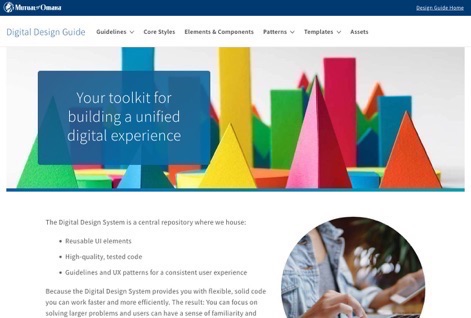 Mutual of Omaha
Design Guide Home
Digital Design Guide
Guidelines
Core Styles
Elements & Components
Patterns
Templates
Assets
Your toolkit for
building a unified
digital experience
The Digital Design System is a central repository where we house:
• Reusable UI elements
• High-quality, tested code
• Guidelines and UX patterns for a consistent user experience
Because the Digital Design System provides you with flexible, solid code
you can work faster and more efficiently. The result: You can focus on
solving larger problems and users can have a sense of familiarity and